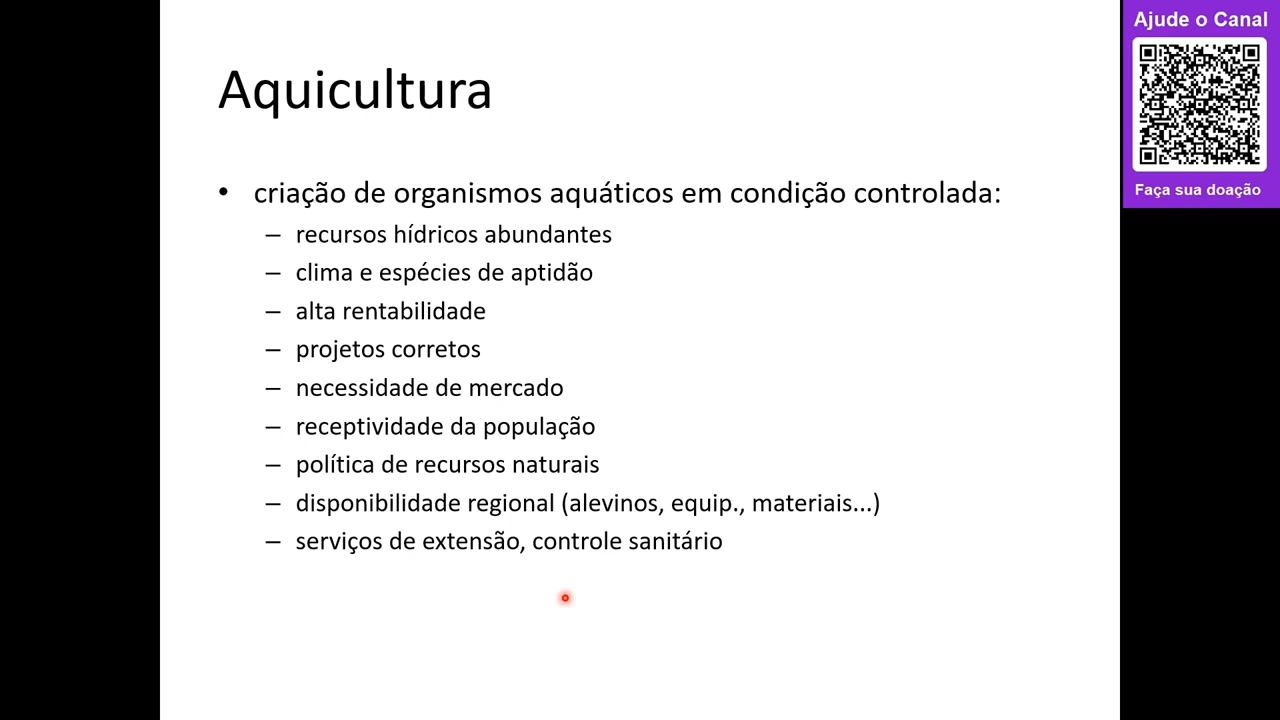 Aquicultura
• criação de organismos aquáticos em condição controlada:
– recursos hídricos abundantes
– clima e espécies de aptidão
– alta rentabilidade
– projetos corretos
– necessidade de mercado
– receptividade da população
– política de recursos naturais
– disponibilidade regional (alevinos, equip., materiais...)
– serviços de extensão, controle sanitário
Ajude o Canal
Faça sua doação